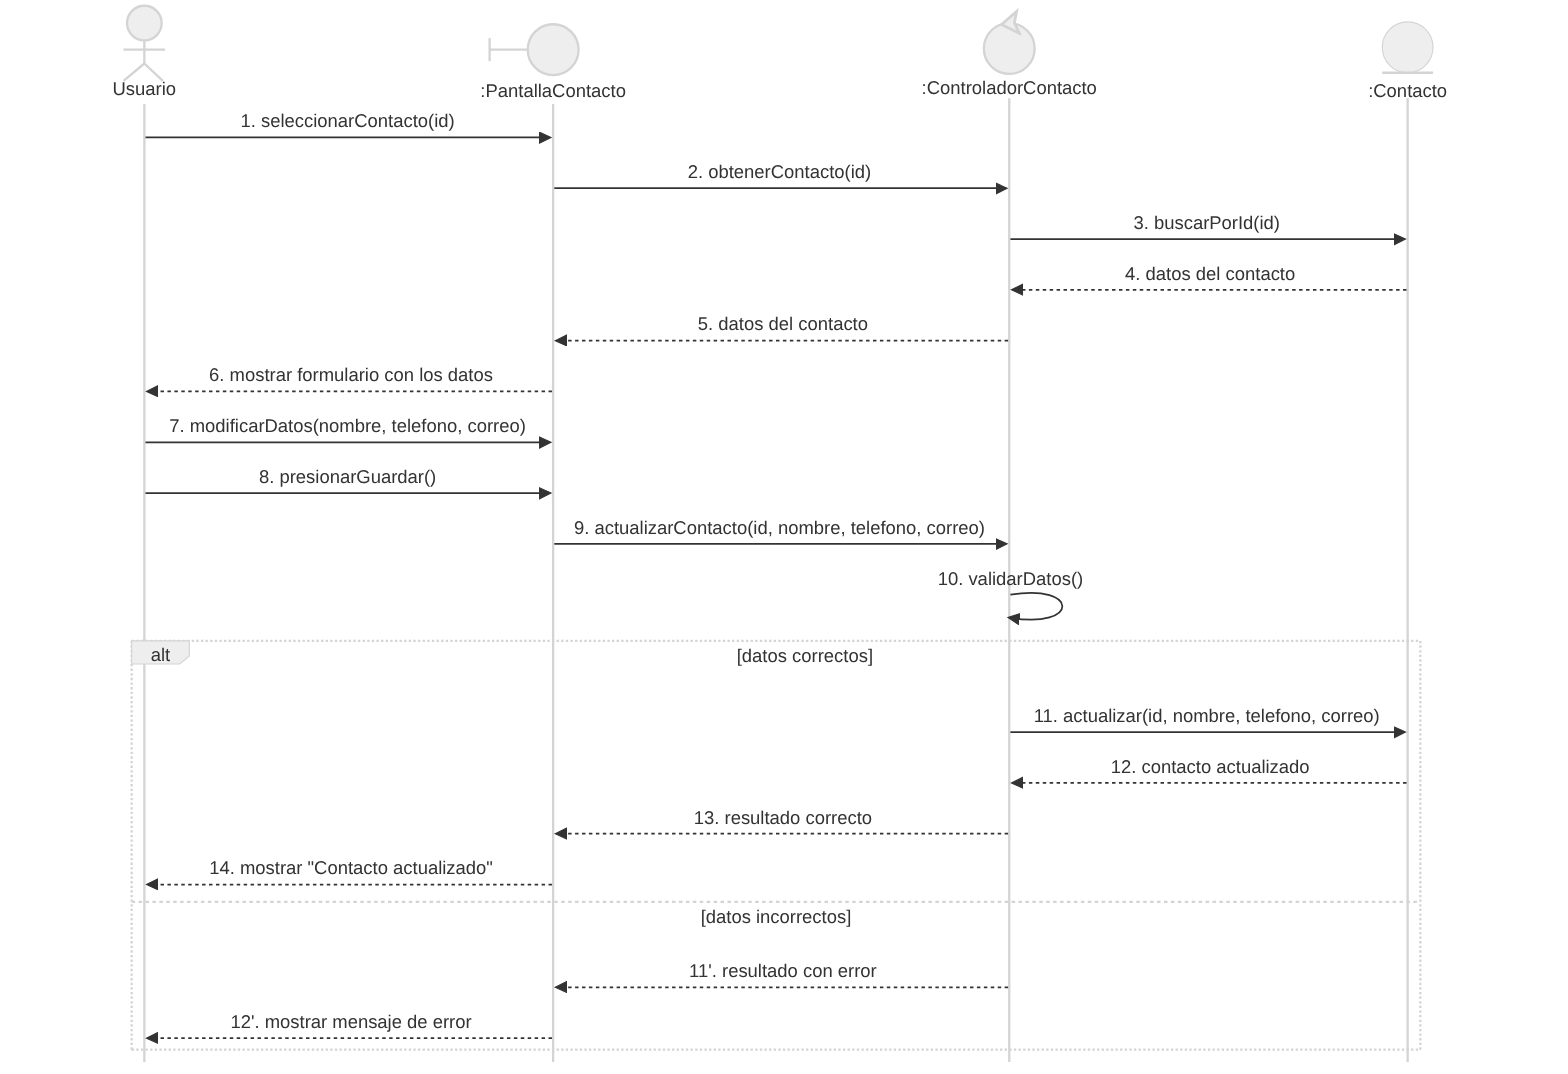 Usuario
:PantallaContacto
:ControladorContacto
:Contacto
1. seleccionarContacto(id)
2. obtenerContacto(id)
3. buscarPorId(id)
4. datos del contacto
5. datos del contacto
6. mostrar formulario con los datos
7. modificarDatos(nombre, telefono, correo)
8. presionarGuardar()
9. actualizarContacto(id, nombre, telefono, correo)
10. validarDatos()
alt
[datos correctos]
11. actualizar(id, nombre, telefono, correo)
12. contacto actualizado
13. resultado correcto
14. mostrar "Contacto actualizado"
[datos incorrectos]
11'. resultado con error
12'. mostrar mensaje de error